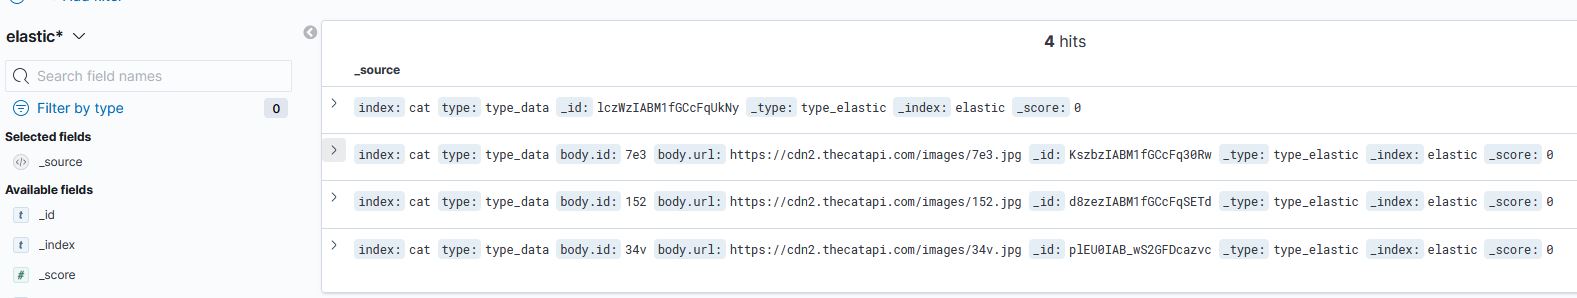 elastic*
Search field names
Filter by type 0
Selected fields
_source
Available fields
t _id
t _index
# _score
4 hits
_source
index: cat type: type_data _id: lczWzIABM1fGCcFqUkNy _type: type_elastic _index: elastic _score: 0
index: cat type: type_data body.id: 7e3 body.url: https://cdn2.thecatapi.com/images/7e3.jpg _id: KszbzIABM1fGCcFq30Rw _type: type_elastic _index: elastic _score: 0
index: cat type: type_data body.id: 152 body.url: https://cdn2.thecatapi.com/images/152.jpg _id: d8zezIABM1fGCcFqSETd _type: type_elastic _index: elastic _score: 0
index: cat type: type_data body.id: 34v body.url: https://cdn2.thecatapi.com/images/34v.jpg _id: plEU0IAB_wS2GFDcazvc _type: type_elastic _index: elastic _score: 0